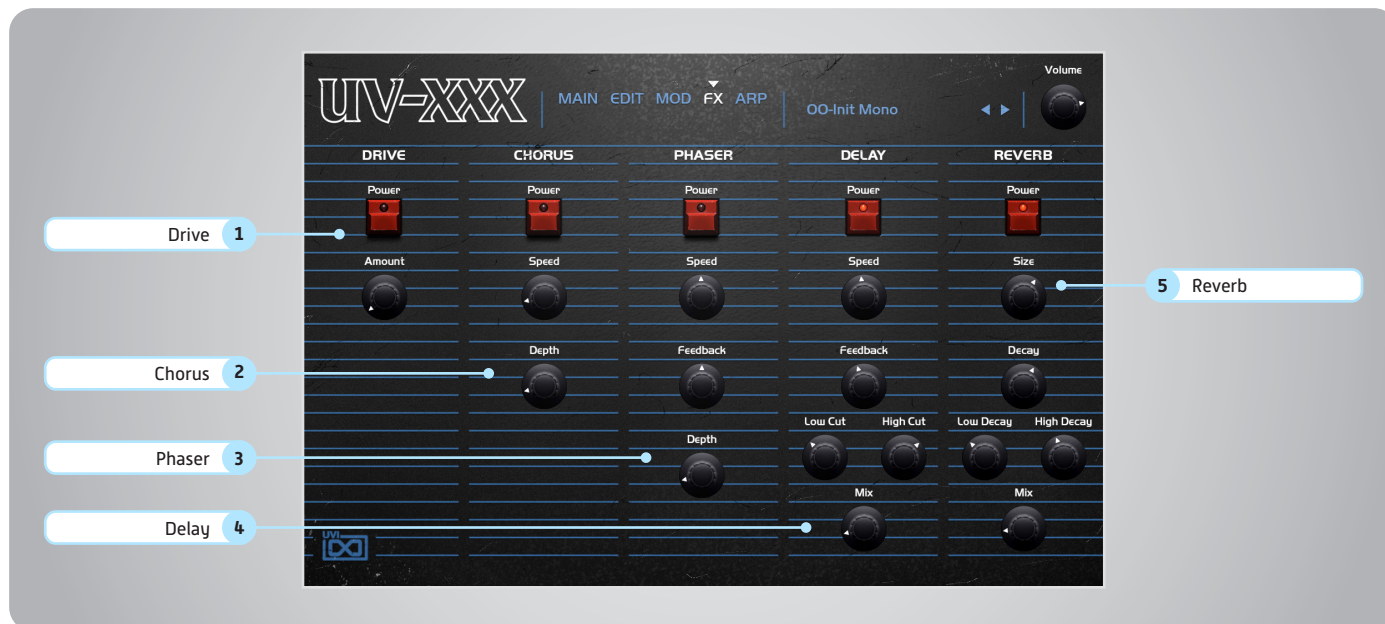 UV-XXX
MAIN EDIT MOD FX ARP
OO-Init Mono
Volume
DRIVE CHORUS PHASER DELAY REVERB
Power Power Power Power Power
Drive 1
Amount Speed Speed Speed Size
5 Reverb
Depth Feedback Feedback Decay
Chorus 2
Low Cut High Cut Low Decay High Decay
Depth
Phaser 3
Mix Mix
Delay 4
UVI